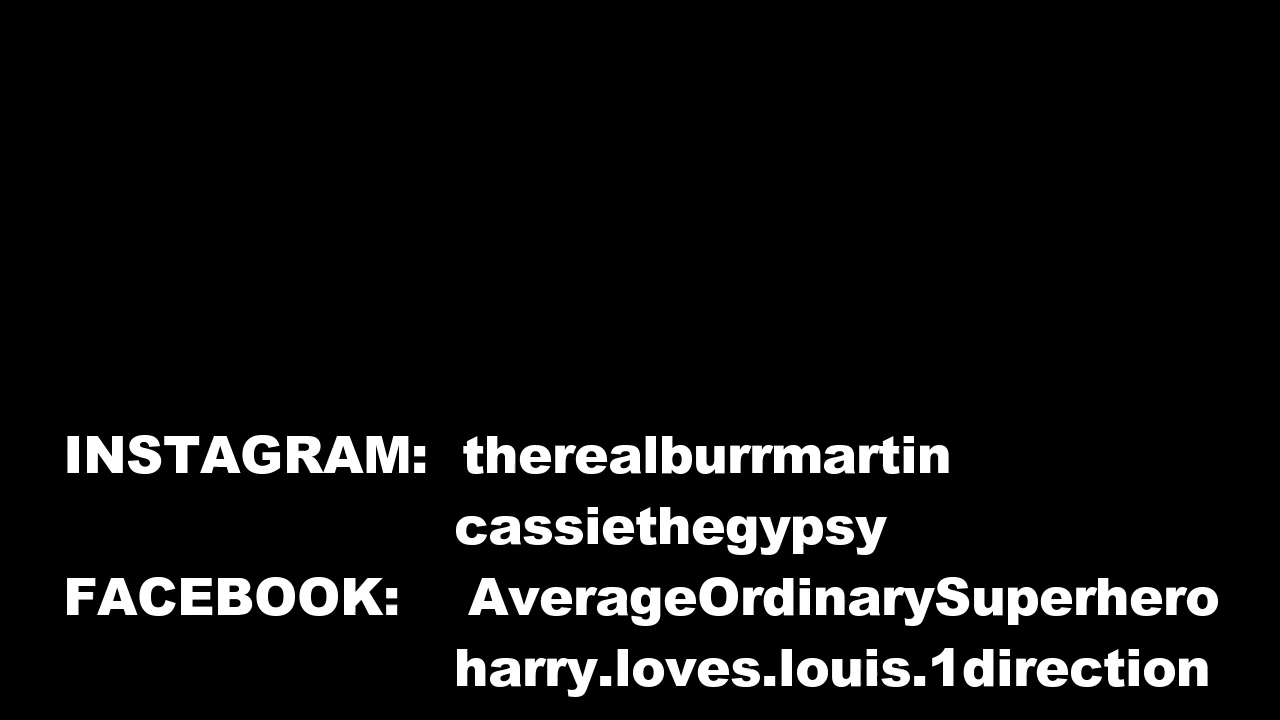 INSTAGRAM: therealburrmartin
cassiethegypsy
FACEBOOK: AverageOrdinarySuperhero
harry.loves.louis.1direction